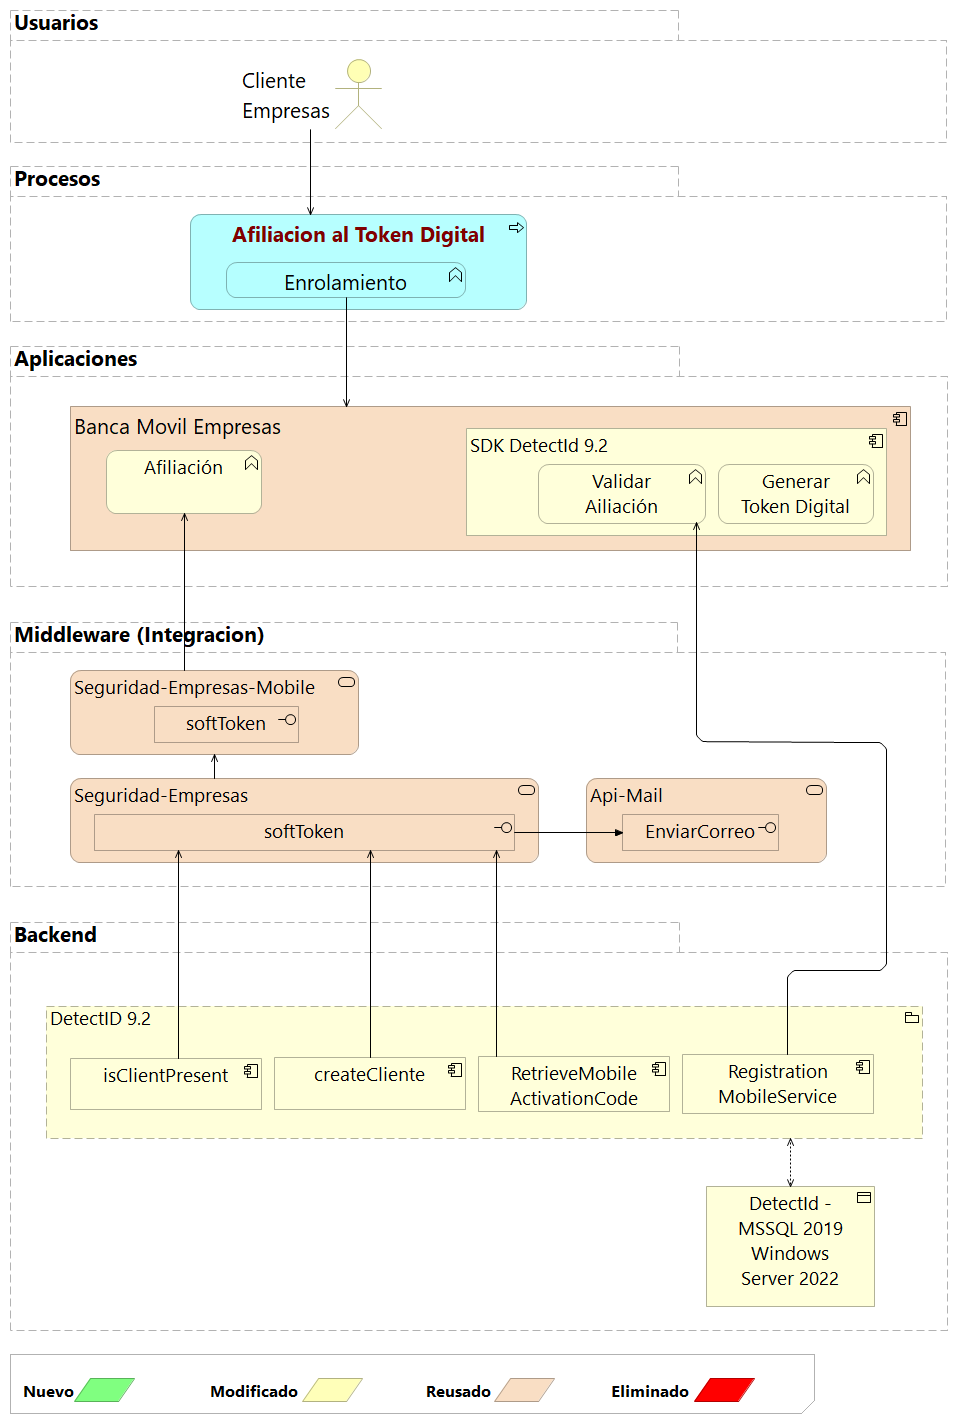 Usuarios
Cliente
Empresas
Procesos
Afiliacion al Token Digital
Enrolamiento
Aplicaciones
Banca Movil Empresas
Afiliación
SDK DetectId 9.2
Validar
Ailiación
Generar
Token Digital
Middleware (Integracion)
Seguridad-Empresas-Mobile
softToken
Seguridad-Empresas
softToken
Api-Mail
EnviarCorreo
Backend
DetectID 9.2
isClientPresent
createCliente
RetrieveMobile
ActivationCode
Registration
MobileService
DetectId -
MSSQL 2019
Windows
Server 2022
Nuevo
Modificado
Reusado
Eliminado